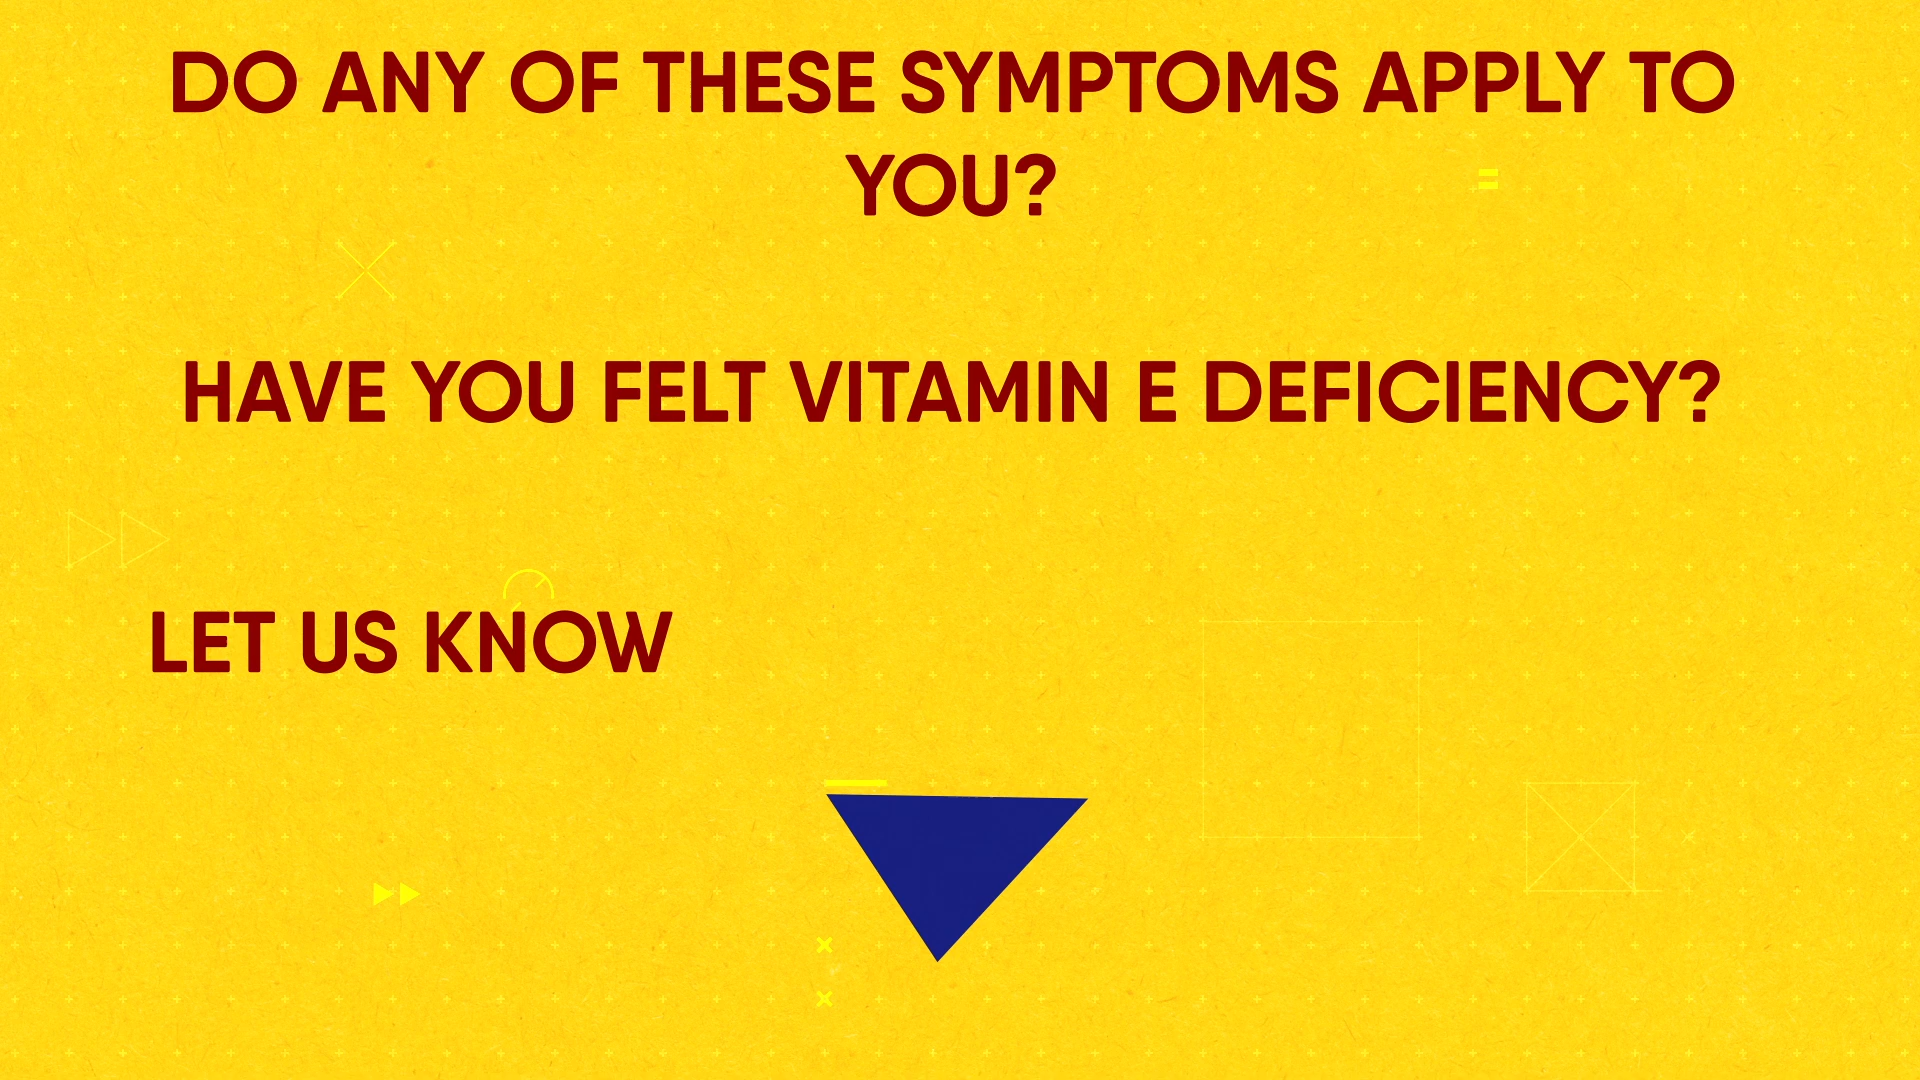 DO ANY OF THESE SYMPTOMS APPLY TO
YOU?
HAVE YOU FELT VITAMIN E DEFICIENCY?
LET US KNOW